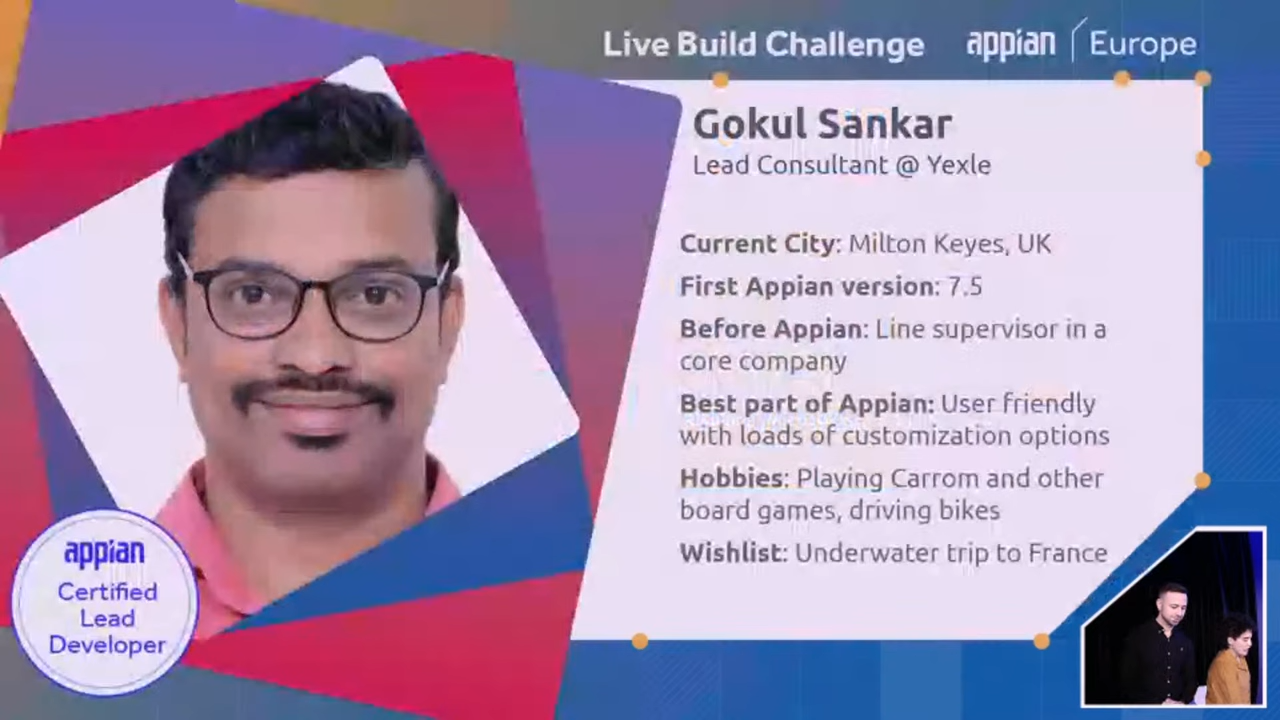 Live Build Challenge appian Europe
Gokul Sankar
Lead Consultant @ Yexle
Current City: Milton Keyes, UK
First Appian version: 7.5
Before Appian: Line supervisor in a
core company
Best part of Appian: User friendly
with loads of customization options
Hobbies: Playing Carrom and other
board games, driving bikes
Wishlist: Underwater trip to France
appian
Certified
Lead
Developer